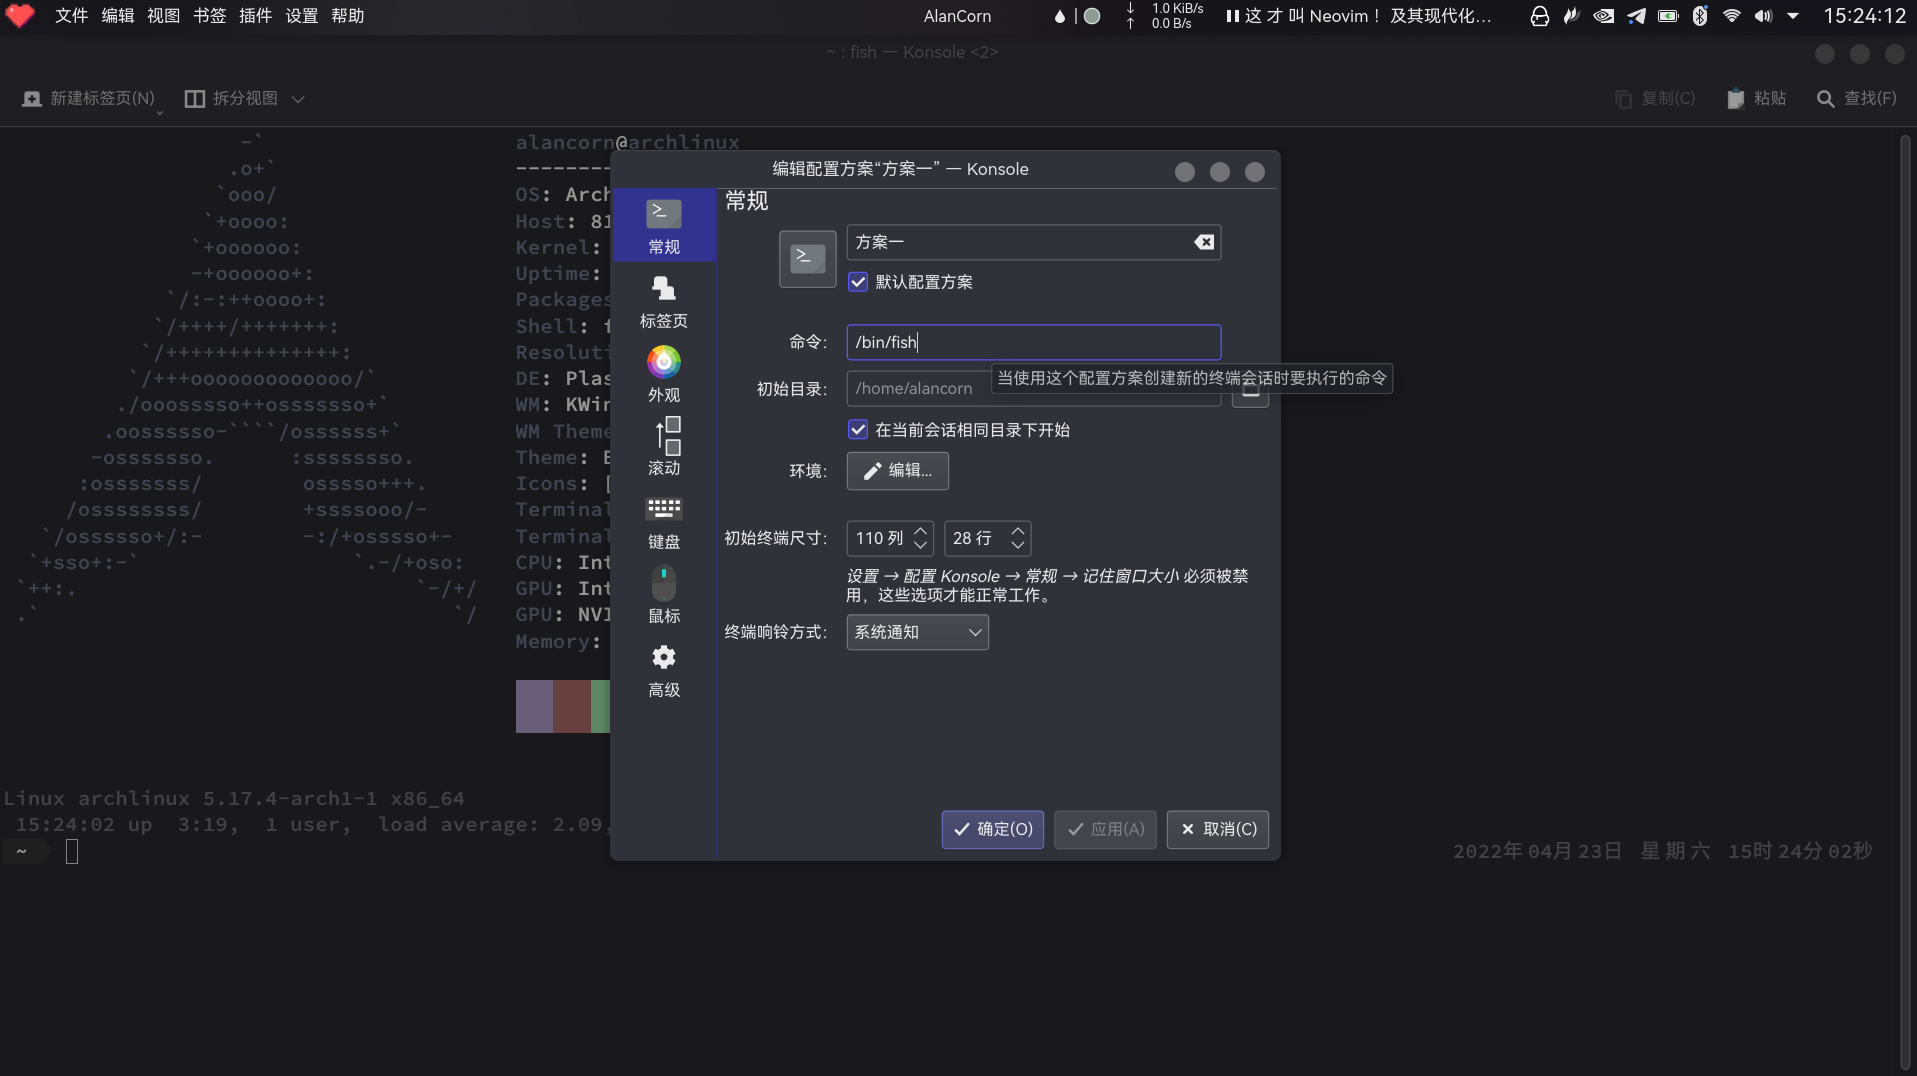 文件 编辑 视图 书签 插件 设置 帮助
AlanCorn
1.0 KiB/s
0.0 B/s
这 才 叫 Neovim ！ 及其现代化...
15:24:12
~ : fish — Konsole <2>
新建标签页(N) 拆分视图
复制(C) 粘贴 查找(F)
alancorn@archlinux
OS: Arch
Host: 81
Kernel:
Uptime:
Packages
Shell: f
Resoluti
DE: Plas
WM: KWin
WM Theme
Theme: B
Icons: [
Terminal
Terminal
CPU: Int
GPU: Int
GPU: NVI
Memory:
编辑配置方案“方案一” — Konsole
常规
标签页
外观
滚动
键盘
鼠标
高级
常规
方案一
默认配置方案
命令: /bin/fish
当使用这个配置方案创建新的终端会话时要执行的命令
初始目录: /home/alancorn
在当前会话相同目录下开始
环境: 编辑...
初始终端尺寸: 110 列 28 行
设置 → 配置 Konsole → 常规 → 记住窗口大小 必须被禁
用，这些选项才能正常工作。
终端响铃方式: 系统通知
确定(O) 应用(A) 取消(C)
Linux archlinux 5.17.4-arch1-1 x86_64
15:24:02 up 3:19, 1 user, load average: 2.09,
~
2022年04月23日 星期六 15时24分02秒